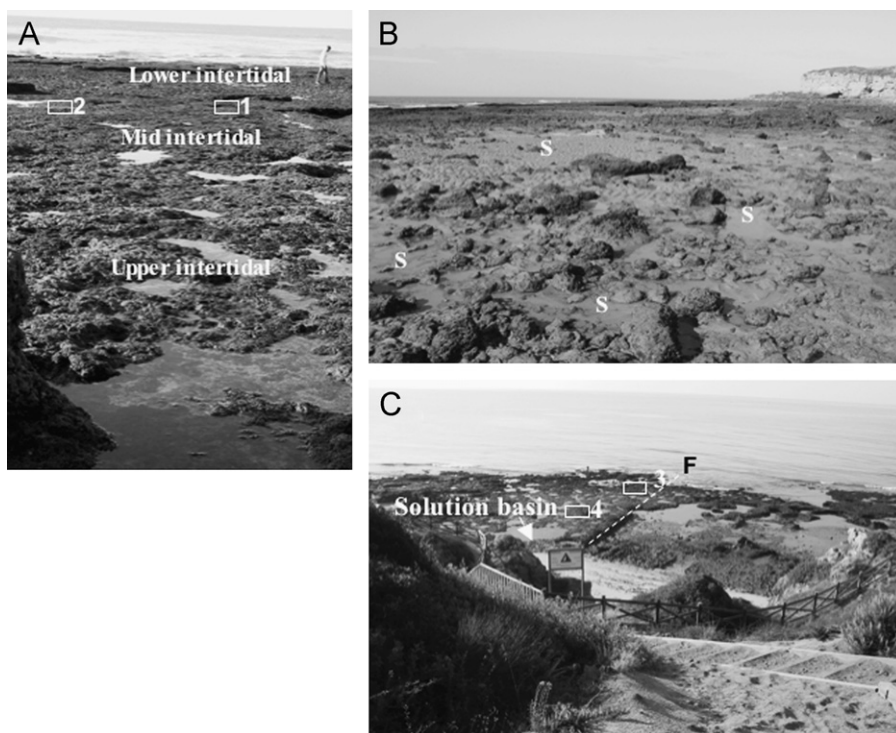 A
Lower intertidal
2
1
Mid intertidal
Upper intertidal
B
S
S
S
S
C
F
3
Solution basin
4